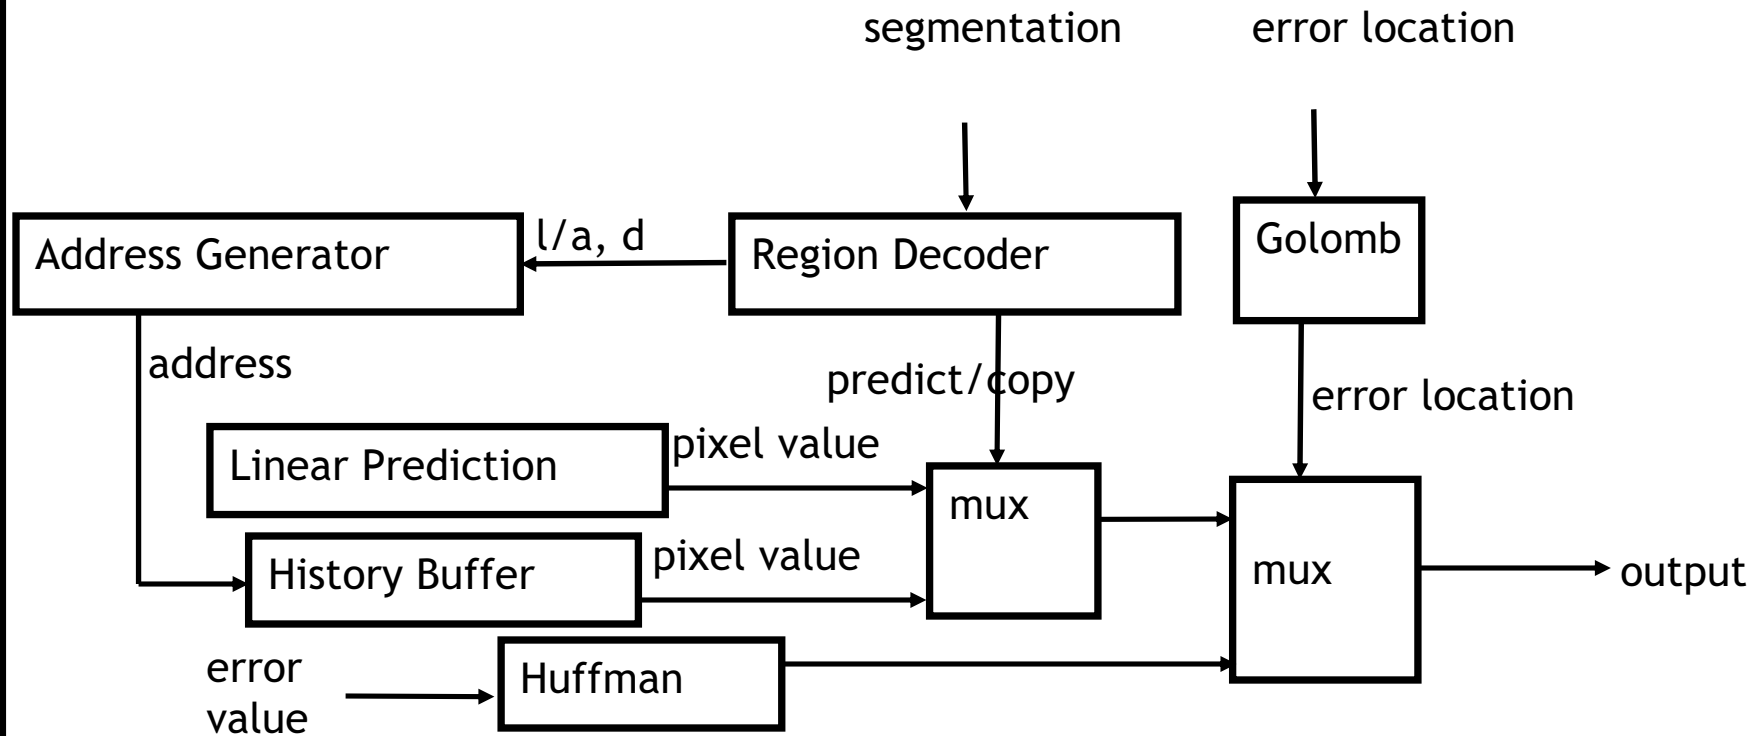 segmentation
error location
Address Generator
l/a, d
Region Decoder
Golomb
address
predict/copy
error location
Linear Prediction
pixel value
mux
History Buffer
pixel value
mux
output
error
value
Huffman